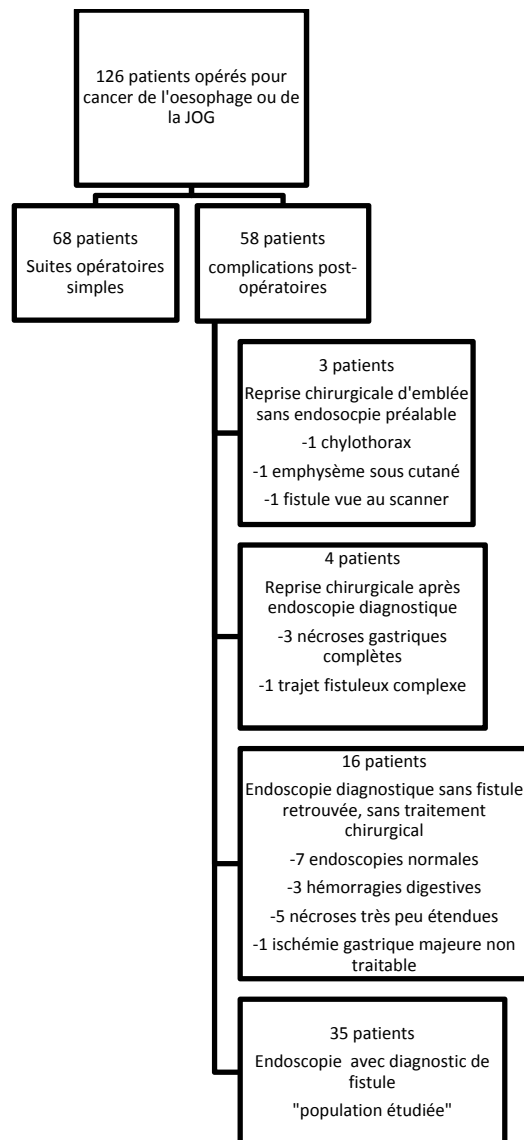 126 patients opérés pour
cancer de l'oesophage ou de
la JOG
68 patients
Suites opératoires
simples
58 patients
complications post-
opératoires
3 patients
Reprise chirurgicale d'emblée
sans endosocpie préalable
-1 chylothorax
-1 emphysème sous cutané
-1 fistule vue au scanner
4 patients
Reprise chirurgicale après
endoscopie diagnostique
-3 nécroses gastriques
complètes
-1 trajet fistuleux complexe
16 patients
Endoscopie diagnostique sans fistule
retrouvée, sans traitement
chirurgical
-7 endoscopies normales
-3 hémorragies digestives
-5 nécroses très peu étendues
-1 ischémie gastrique majeure non
traitable
35 patients
Endoscopie avec diagnostic de
fistule
"population étudiée"